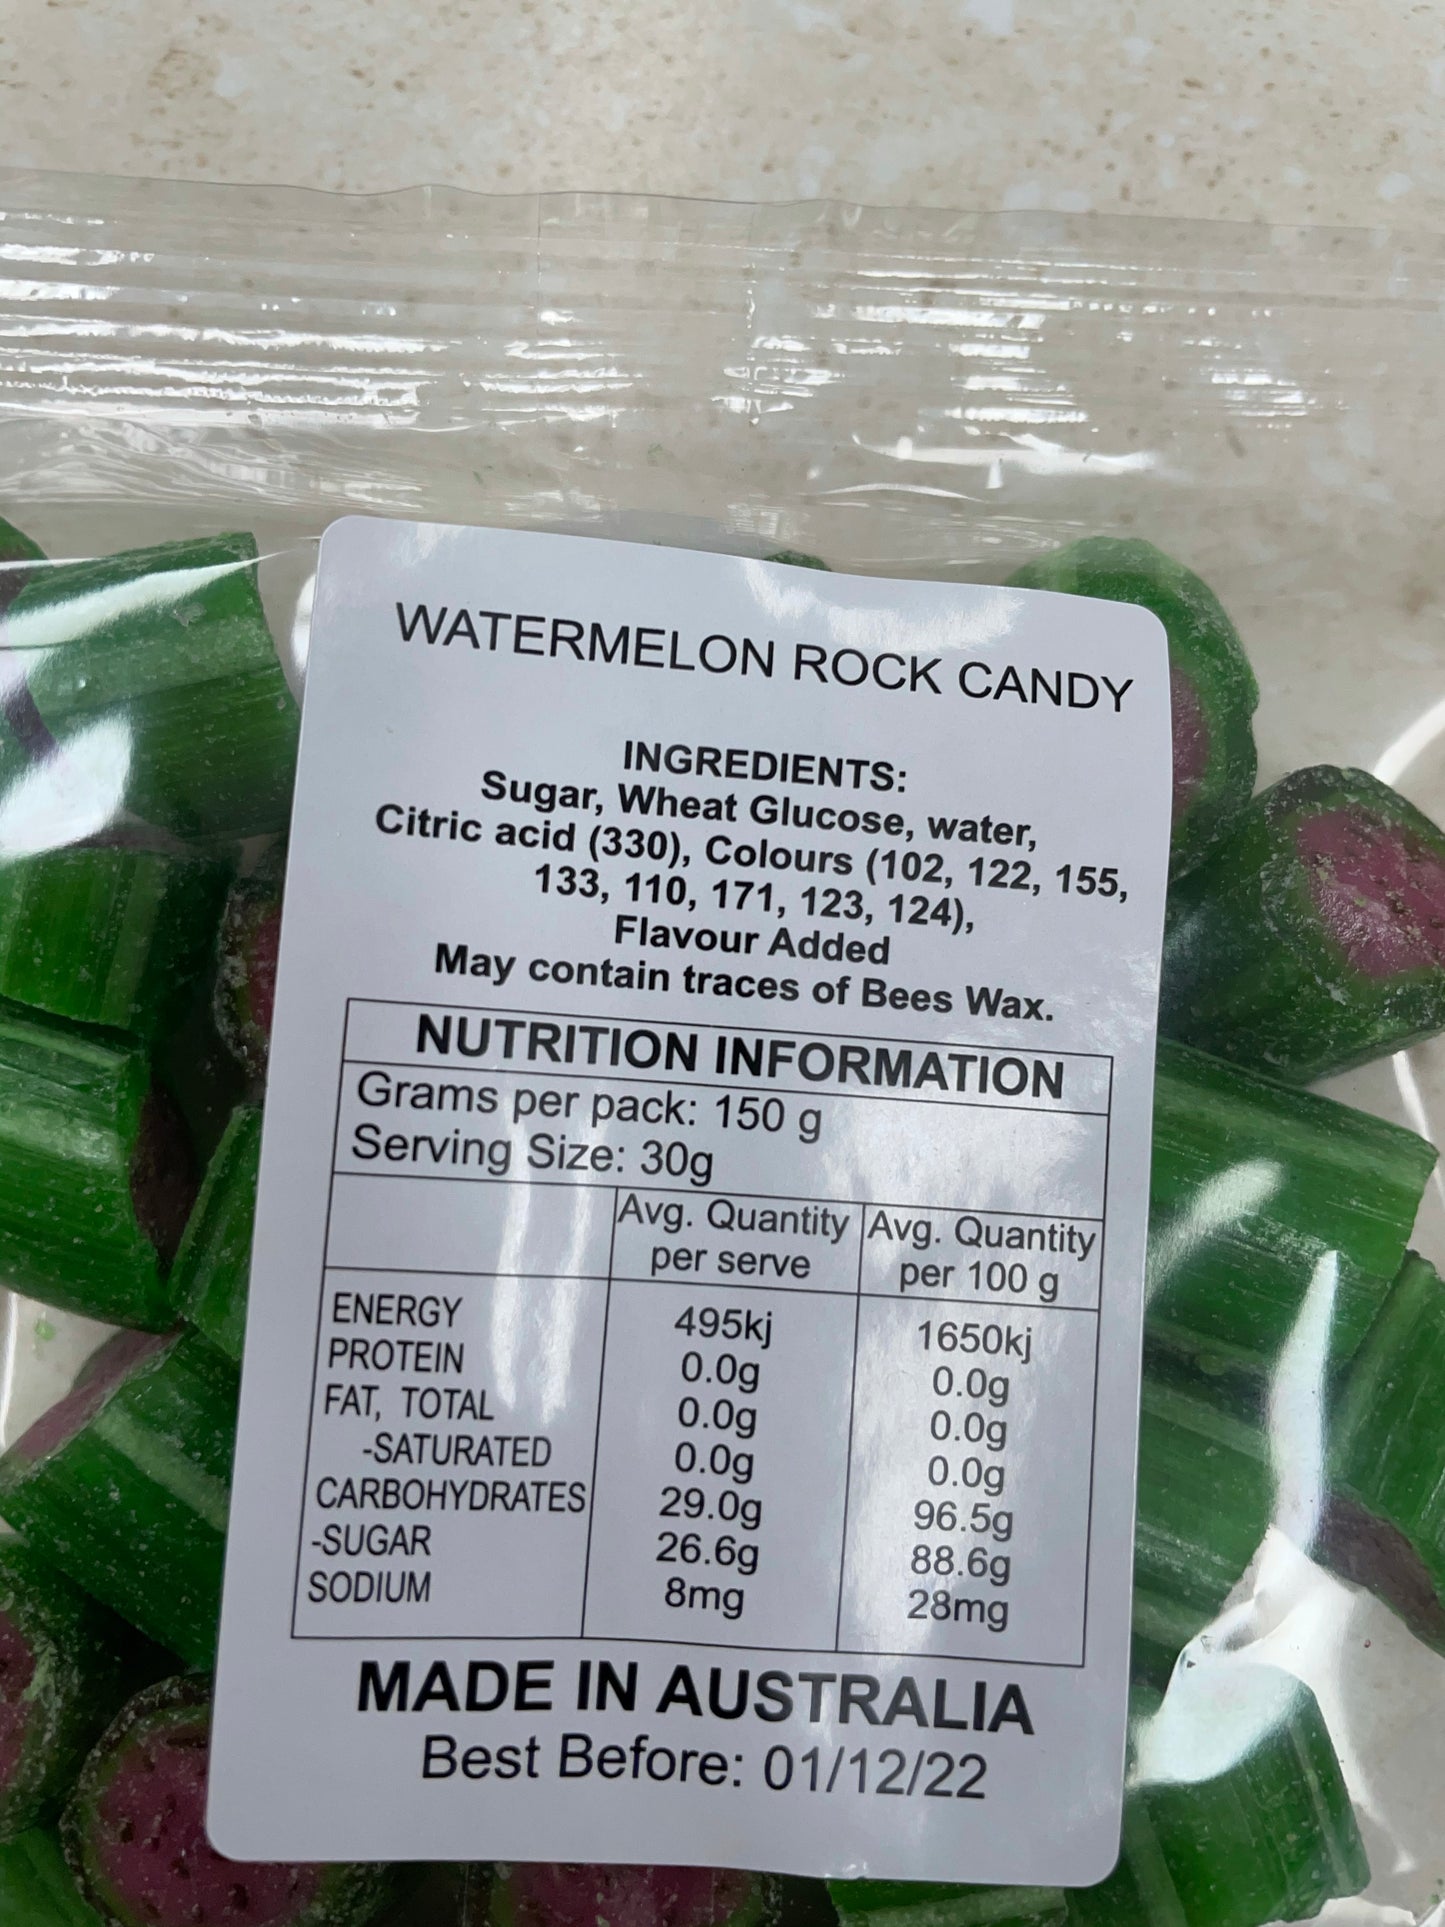 WATERMELON ROCK CANDY
INGREDIENTS:
Sugar, Wheat Glucose, water,
Citric acid (330), Colours (102, 122, 155,
133, 110, 171, 123, 124),
Flavour Added
May contain traces of Bees Wax.
NUTRITION INFORMATION
Grams per pack: 150 g
Serving Size: 30g
Avg. Quantity per serve Avg. Quantity per 100 g
ENERGY 495kj 1650kj
PROTEIN 0.0g 0.0g
FAT, TOTAL 0.0g 0.0g
-SATURATED 0.0g 0.0g
CARBOHYDRATES 29.0g 96.5g
-SUGAR 26.6g 88.6g
SODIUM 8mg 28mg
MADE IN AUSTRALIA
Best Before: 01/12/22